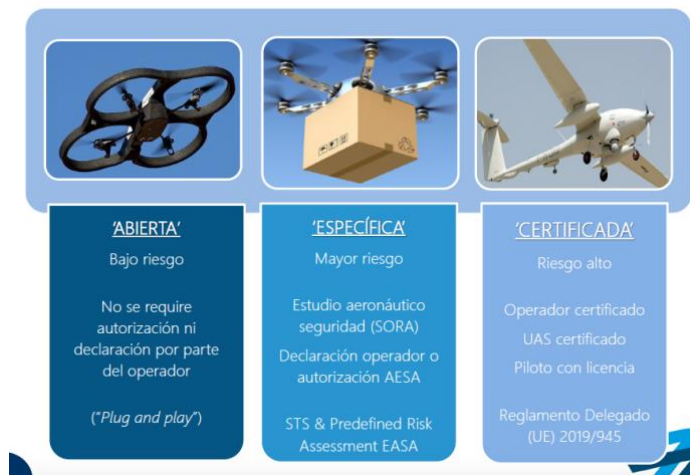 'ABIERTA'
Bajo riesgo
No se require
autorización ni
declaración por parte
del operador
("Plug and play")
'ESPECÍFICA'
Mayor riesgo
Estudio aeronáutico
seguridad (SORA)
Declaración operador o
autorización AESA
STS & Predefined Risk
Assessment EASA
'CERTIFICADA'
Riesgo alto
Operador certificado
UAS certificado
Piloto con licencia
Reglamento Delegado
(UE) 2019/945